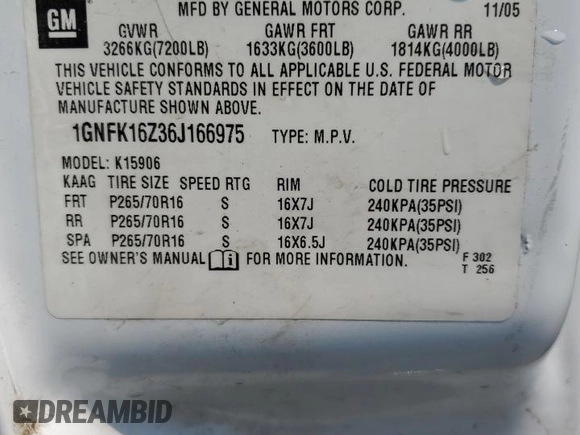 GM
MFD BY GENERAL MOTORS CORP. 11/05
GVWR GAWR FRT GAWR RR
3266KG(7200LB) 1633KG(3600LB) 1814KG(4000LB)
THIS VEHICLE CONFORMS TO ALL APPLICABLE U.S. FEDERAL MOTOR
VEHICLE SAFETY STANDARDS IN EFFECT ON THE DATE OF
MANUFACTURE SHOWN ABOVE.
1GNFK16Z36J166975 TYPE: M.P.V.
MODEL: K15906
KAAG TIRE SIZE SPEED RTG RIM COLD TIRE PRESSURE
FRT P265/70R16 S 16X7J 240KPA(35PSI)
RR P265/70R16 S 16X7J 240KPA(35PSI)
SPA P265/70R16 S 16X6.5J 240KPA(35PSI)
SEE OWNER'S MANUAL i FOR MORE INFORMATION. F 302
T 256
DREAMBID